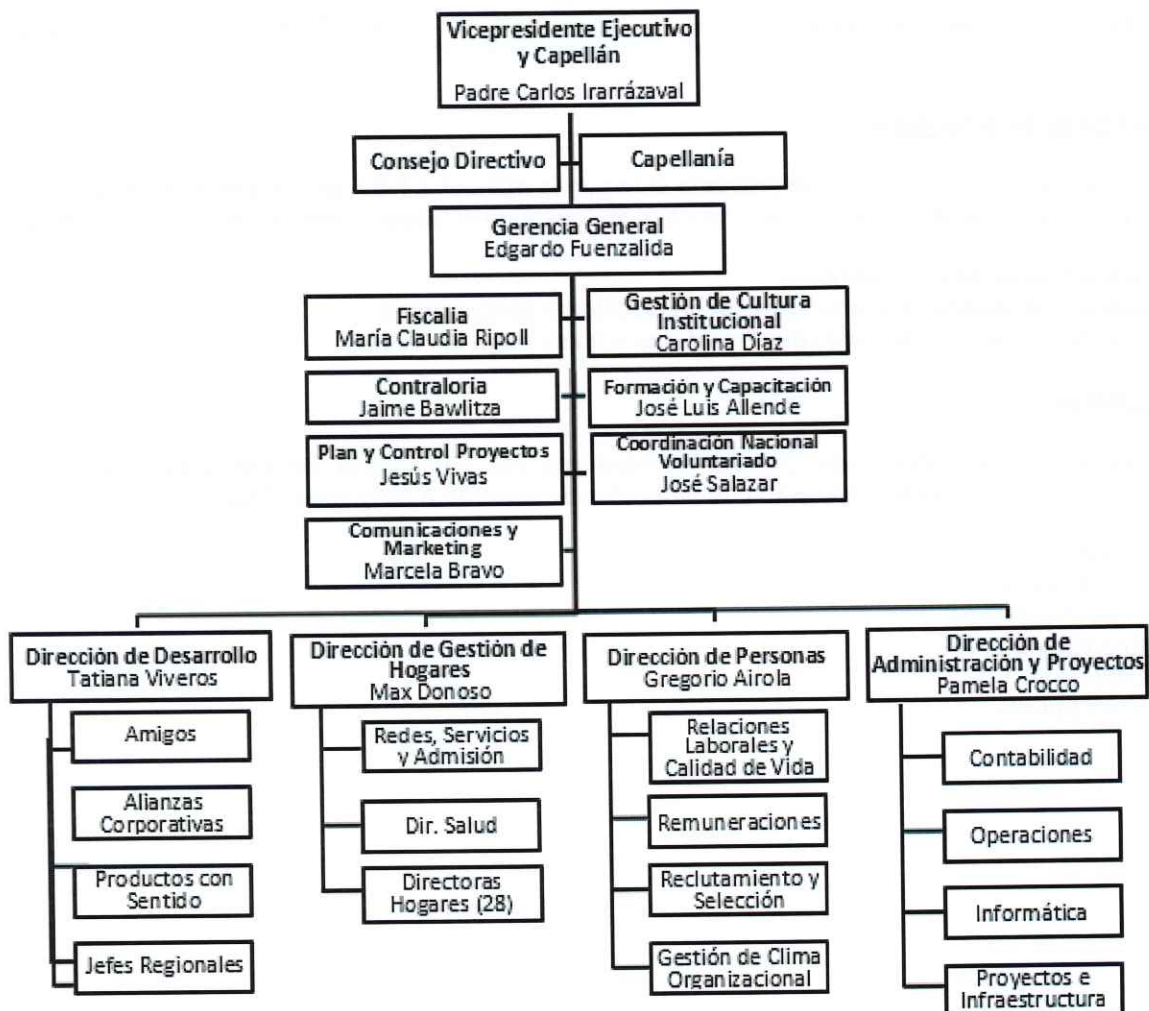 Vicepresidente Ejecutivo
y Capellán
Padre Carlos Irarrázaval
Consejo Directivo
Capellanía
Gerencia General
Edgardo Fuenzalida
Fiscalia
María Claudia Ripoll
Gestión de Cultura
Institucional
Carolina Díaz
Contraloria
Jaime Bawlitza
Formación y Capacitación
José Luis Allende
Plan y Control Proyectos
Jesús Vivas
Coordinación Nacional
Voluntariado
José Salazar
Comunicaciones y
Marketing
Marcela Bravo
Dirección de Desarrollo
Tatiana Viveros
Amigos
Alianzas
Corporativas
Productos con
Sentido
Jefes Regionales
Dirección de Gestión de
Hogares
Max Donoso
Redes, Servicios
y Admisión
Dir. Salud
Directoras
Hogares (28)
Dirección de Personas
Gregorio Airola
Relaciones
Laborales y
Calidad de Vida
Remuneraciones
Reclutamiento y
Selección
Gestión de Clima
Organizacional
Dirección de
Administración y Proyectos
Pamela Crocco
Contabilidad
Operaciones
Informática
Proyectos e
Infraestructura